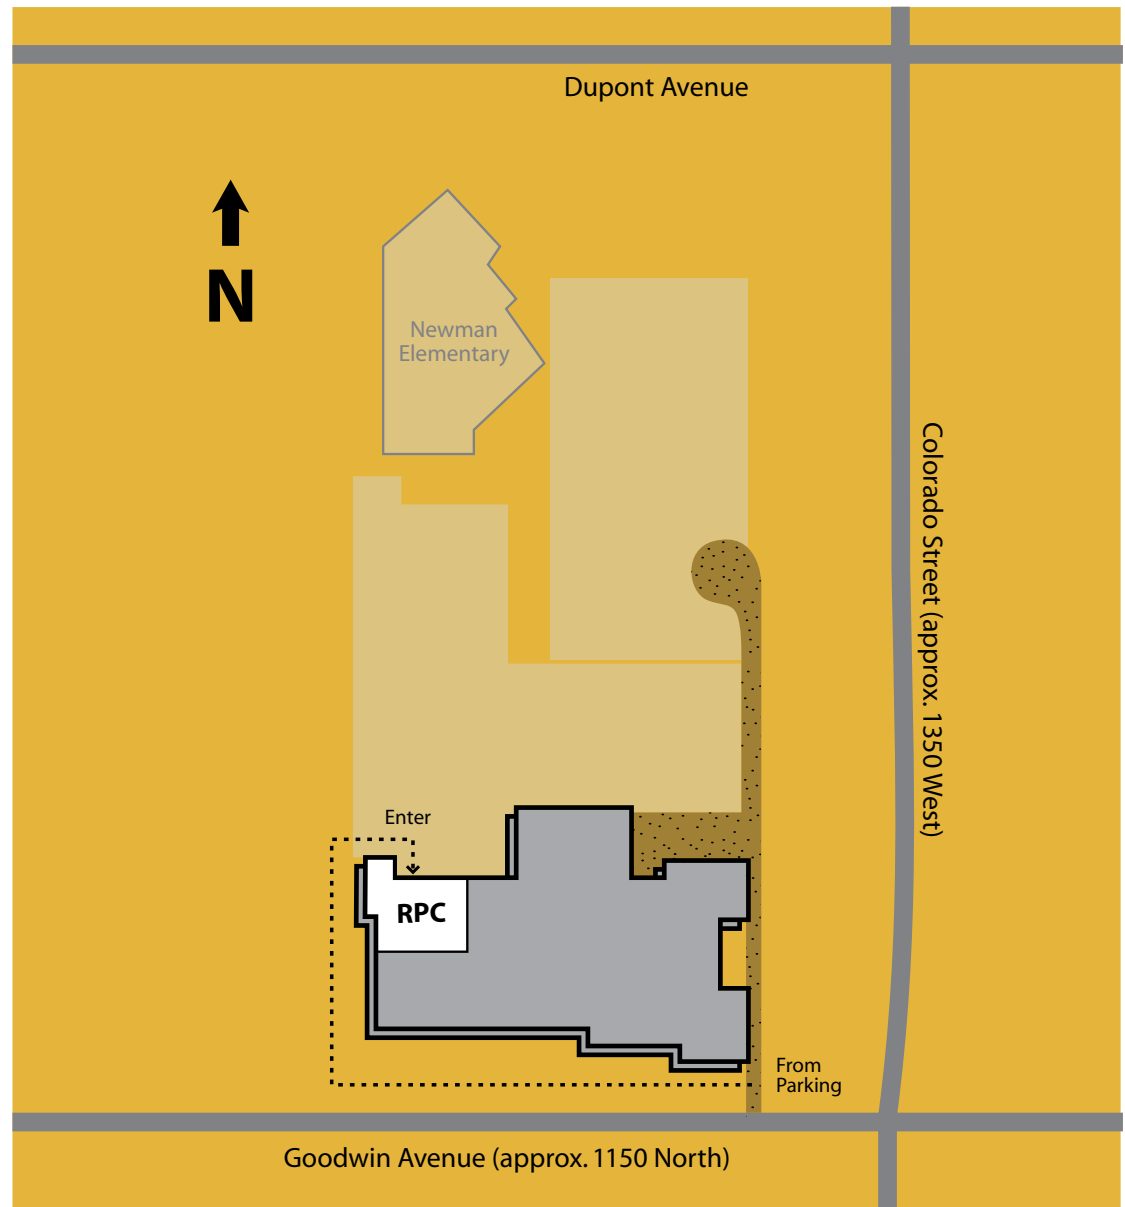 Dupont Avenue
N
Newman
Elementary
Colorado Street (approx. 1350 West)
Enter
RPC
From
Parking
Goodwin Avenue (approx. 1150 North)